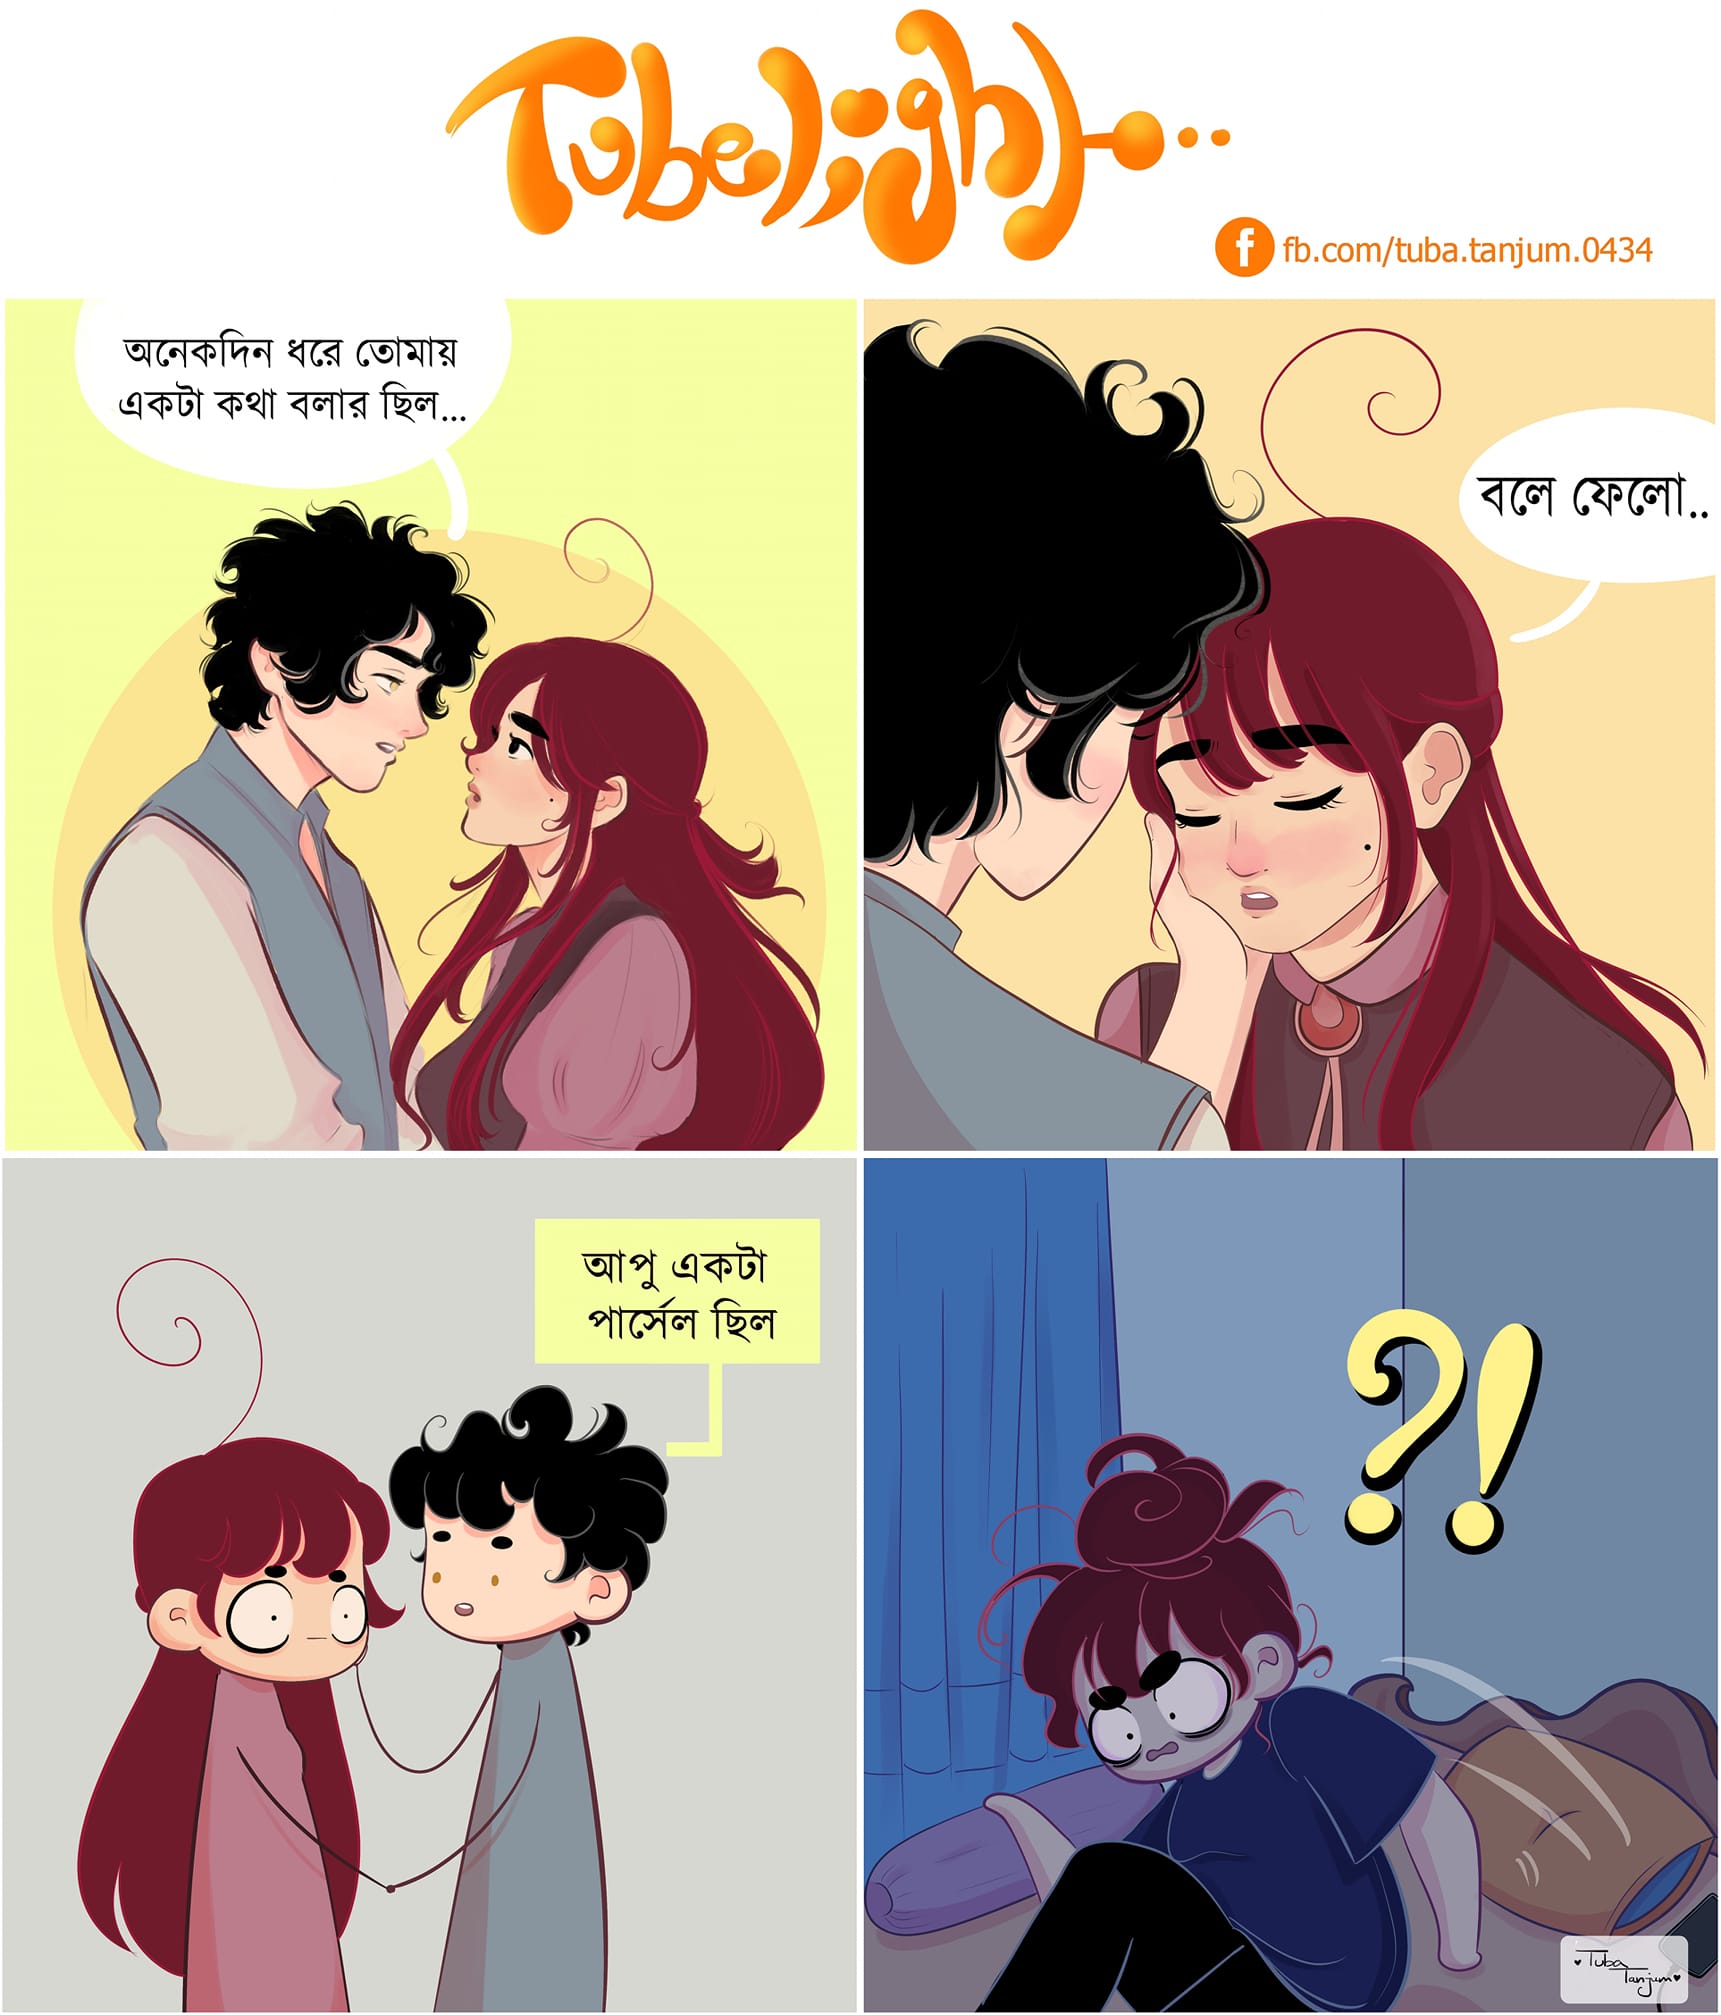 Tubelight...
fb.com/tuba.tanjum.0434
অনেকদিন ধরে তোমায়
একটা কথা বলার ছিল...
বলে ফেলো..
আপু একটা
পার্সেল ছিল
?!
Tuba
Tanjum